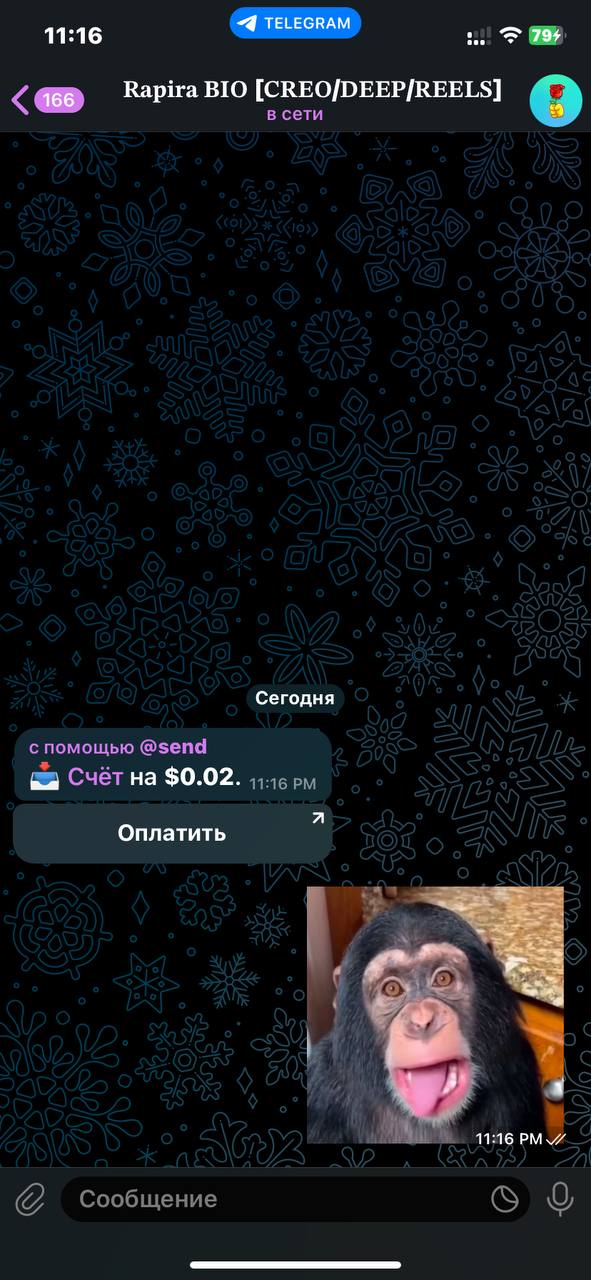 11:16
TELEGRAM
79
166
Rapira BIO [CREO/DEEP/REELS]
в сети
Сегодня
с помощью @send
Счёт на $0.02.
11:16 PM
Оплатить
11:16 PM
Сообщение